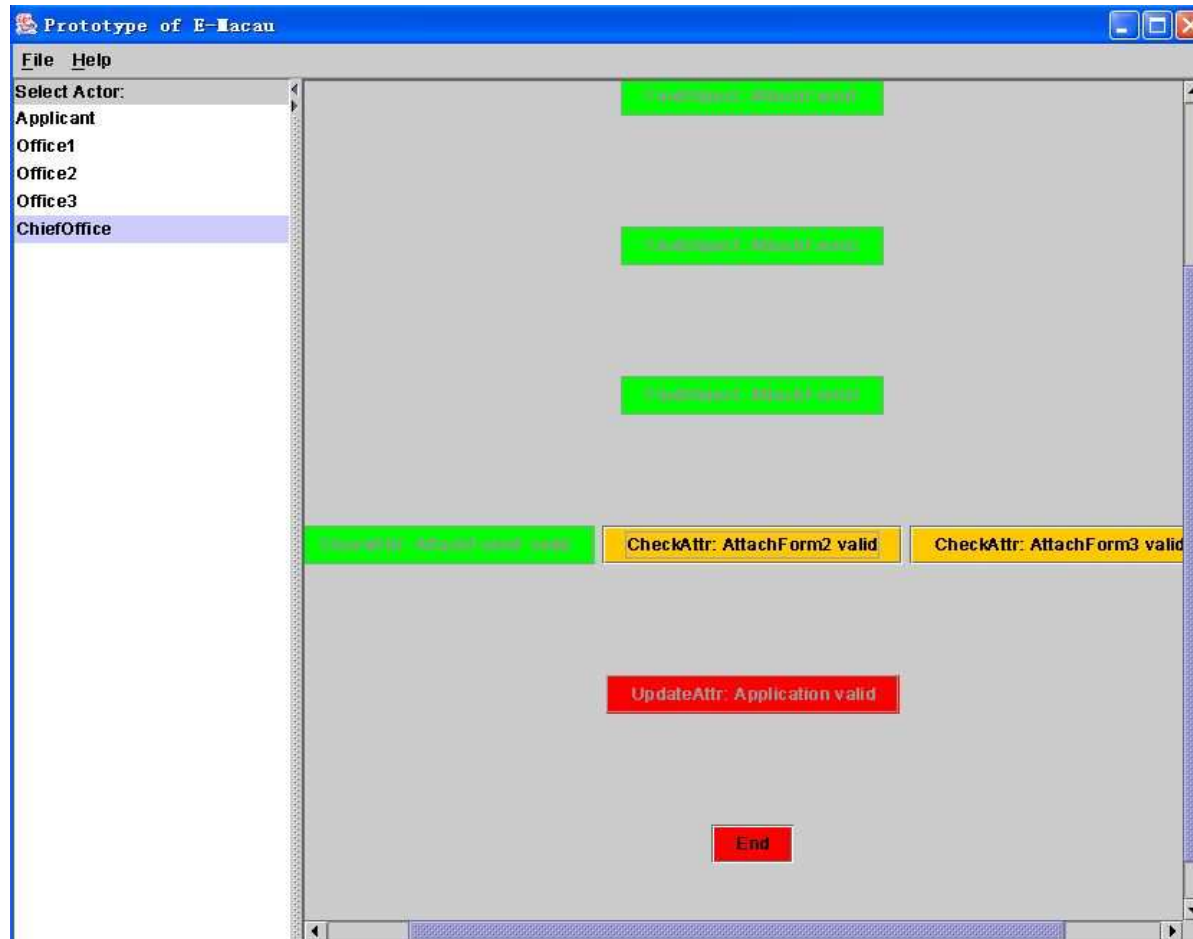 Prototype of E-Macau
File Help
Select Actor:
Applicant
Office1
Office2
Office3
ChiefOffice
CheckAttr: AttachForm2 valid
CheckAttr: AttachForm3 valid
UpdateAttr: Application valid
End